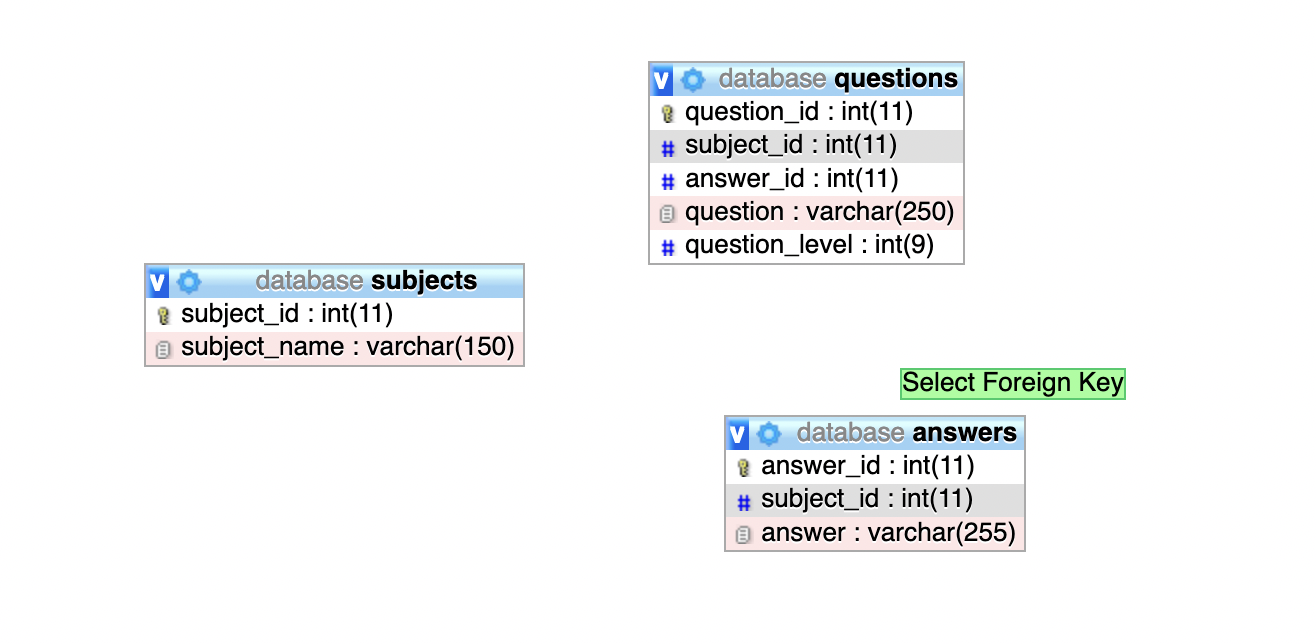 database questions
question_id : int(11)
subject_id : int(11)
answer_id : int(11)
question : varchar(250)
question_level : int(9)
database subjects
subject_id : int(11)
subject_name : varchar(150)
Select Foreign Key
database answers
answer_id : int(11)
subject_id : int(11)
answer : varchar(255)